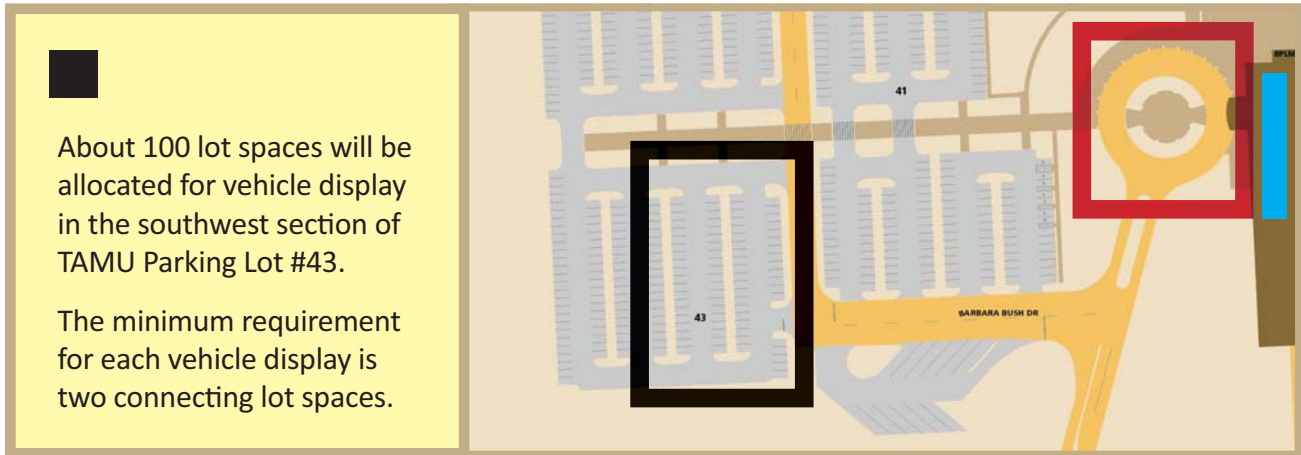 About 100 lot spaces will be
allocated for vehicle display
in the southwest section of
TAMU Parking Lot #43.
The minimum requirement
for each vehicle display is
two connecting lot spaces.
41
43
BARBARA BUSH DR